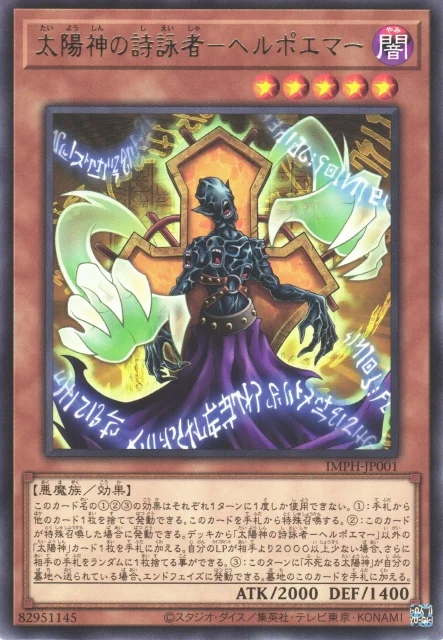 太陽神の詩詠者－ヘルポエマー
闇
IMPH-JP001
【悪魔族／効果】
このカード名の①②③の効果はそれぞれ1ターンに1度しか使用できない。①：手札から
他のカード1枚を捨てて発動できる。このカードを手札から特殊召喚する。②：このカード
が特殊召喚した場合に発動できる。デッキから「太陽神の詩詠者－ヘルポエマー」以外の
「太陽神」カード1枚を手札に加える。自分のLPが相手より2000以上少ない場合、さらに
相手の手札をランダムに1枚捨てる事ができる。③：このターンに「不死なる太陽神」が自分の
墓地へ送られている場合、エンドフェイズに発動できる。墓地のこのカードを手札に加える。
ATK/2000 DEF/1400
82951145
©スタジオ・ダイス／集英社・テレビ東京・KONAMI